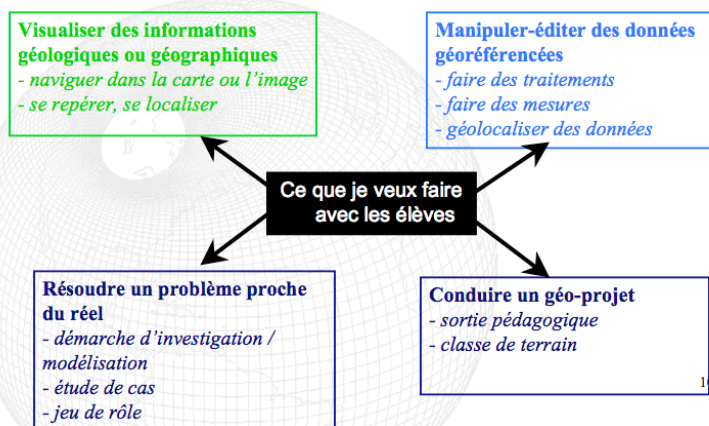 Visualiser des informations
géologiques ou géographiques
- naviguer dans la carte ou l'image
- se repérer, se localiser
Manipuler-éditer des données
géoréférencées
- faire des traitements
- faire des mesures
- géolocaliser des données
Ce que je veux faire
avec les élèves
Résoudre un problème proche
du réel
- démarche d'investigation /
modélisation
- étude de cas
- jeu de rôle
Conduire un géo-projet
- sortie pédagogique
- classe de terrain